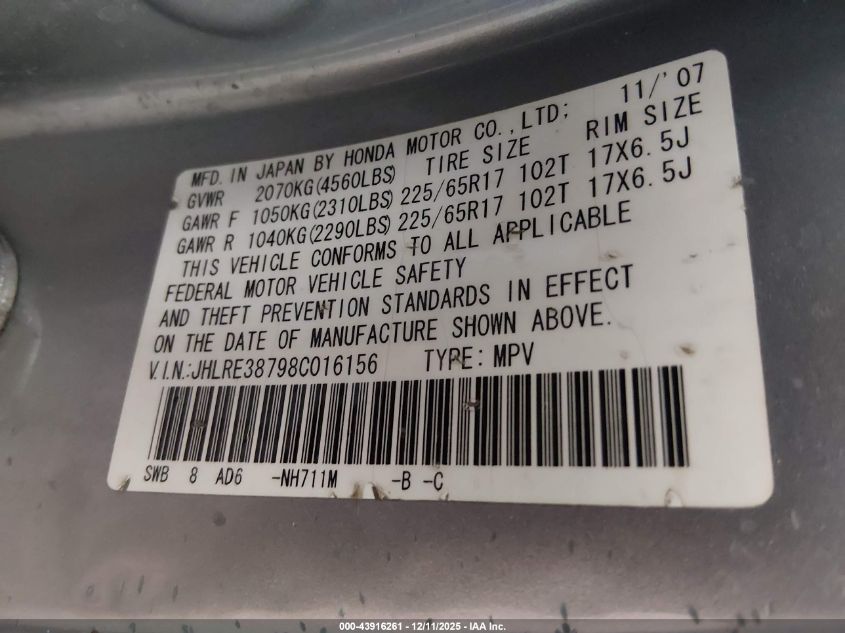 MFD. IN JAPAN BY HONDA MOTOR CO., LTD; 11/'07
GVWR 2070KG(4560LBS) TIRE SIZE RIM SIZE
GAWR F 1050KG(2310LBS) 225/65R17 102T 17X6.5J
GAWR R 1040KG(2290LBS) 225/65R17 102T 17X6.5J
THIS VEHICLE CONFORMS TO ALL APPLICABLE
FEDERAL MOTOR VEHICLE SAFETY
AND THEFT PREVENTION STANDARDS IN EFFECT
ON THE DATE OF MANUFACTURE SHOWN ABOVE.
V.I.N.:JHLRE38798C016156 TYPE: MPV
SWB 8 AD6 -NH711M -B -C
000-43916261 - 12/11/2025 - IAA Inc.